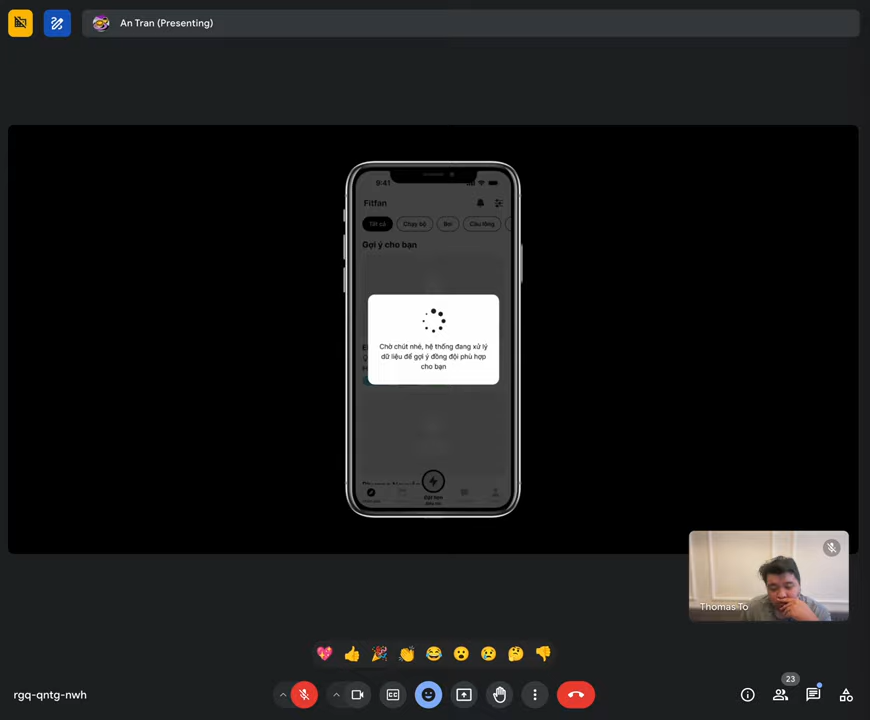 An Tran (Presenting)
9:41
Fitfan
Tất cả
Chạy bộ
Bơi
Cầu lông
Gợi ý cho bạn
Chờ chút nhé, hệ thống đang xử lý
dữ liệu để gợi ý đồng đội phù hợp
cho bạn
Thomas To
rgq-qntg-nwh
23